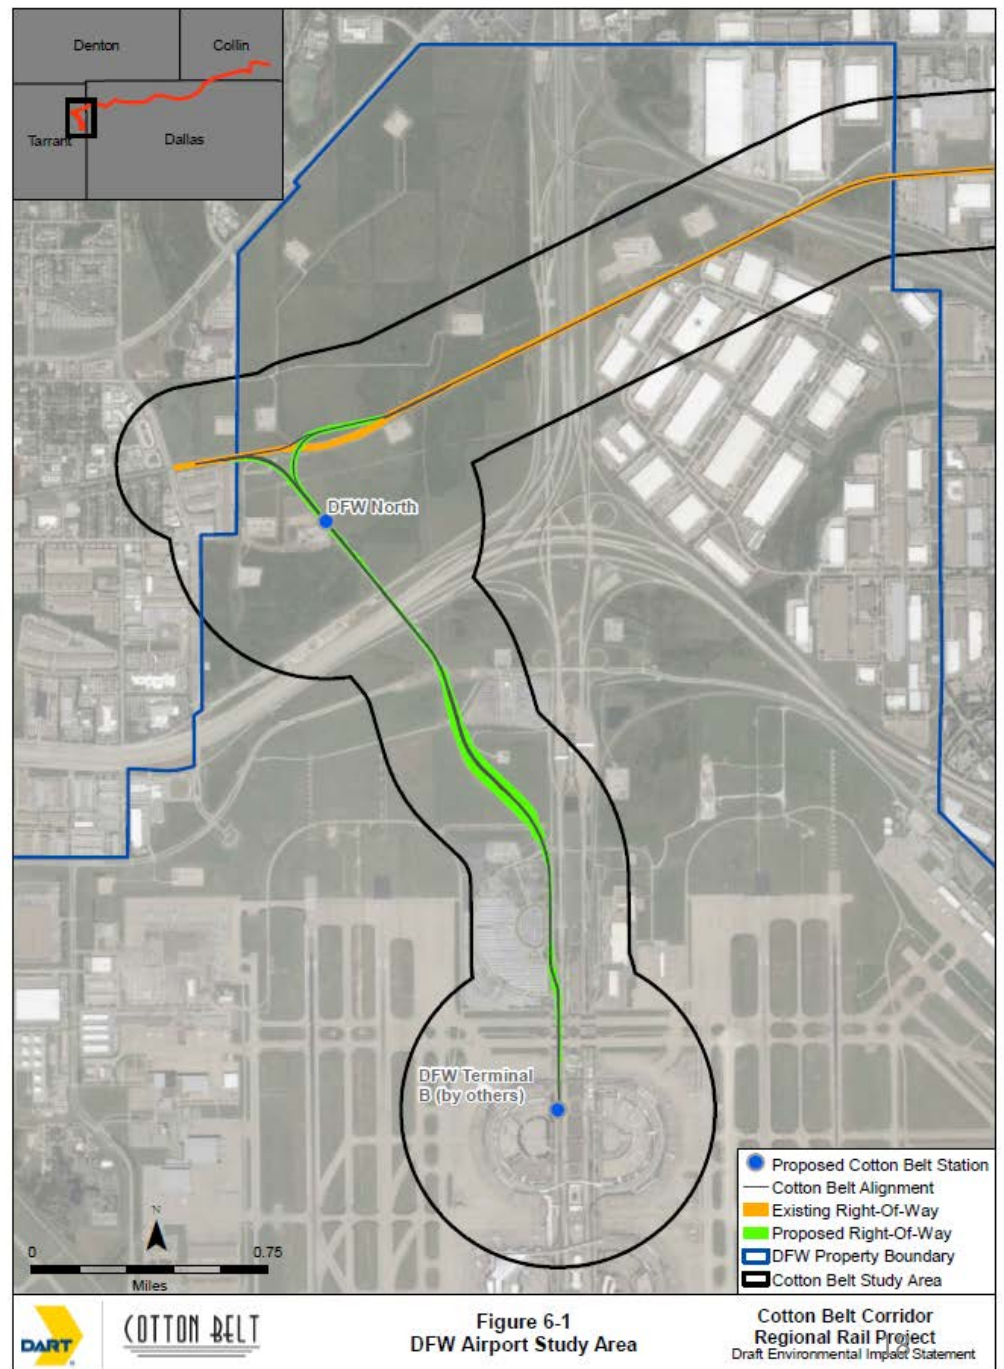 Denton
Collin
Tarrant
Dallas
DFW North
DFW Terminal
B (by others)
Proposed Cotton Belt Station
Cotton Belt Alignment
Existing Right-Of-Way
Proposed Right-Of-Way
DFW Property Boundary
Cotton Belt Study Area
N
0 0.75
Miles
DART
COTTON BELT
Figure 6-1
DFW Airport Study Area
Cotton Belt Corridor
Regional Rail Project
Draft Environmental Impact Statement
18